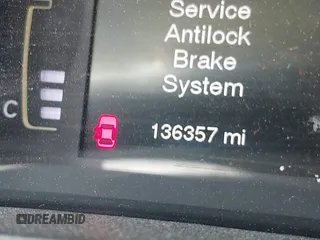 Service
Antilock
Brake
System
C
136357 mi
DREAMBID